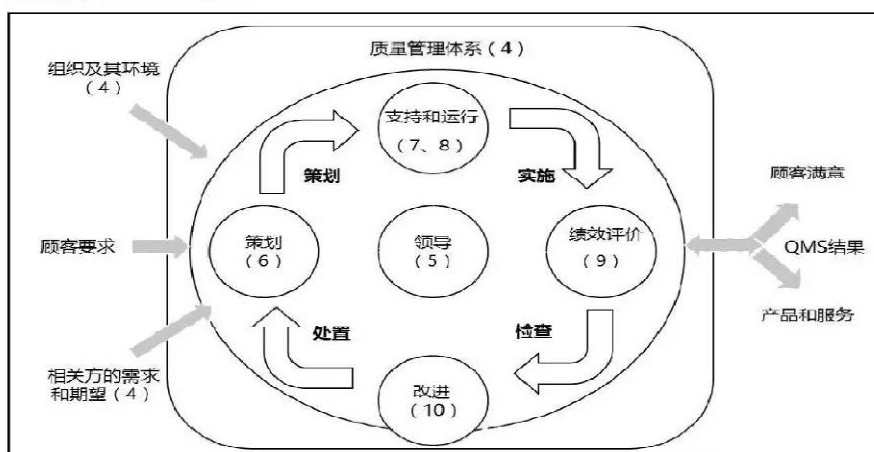 质量管理体系(4)
组织及其环境
(4)
支持和运行
(7、8)
策划
实施
顾客满意
顾客要求
策划
(6)
领导
(5)
绩效评价
(9)
QMS结果
产品和服务
处置
检查
相关方的需求
和期望(4)
改进
(10)